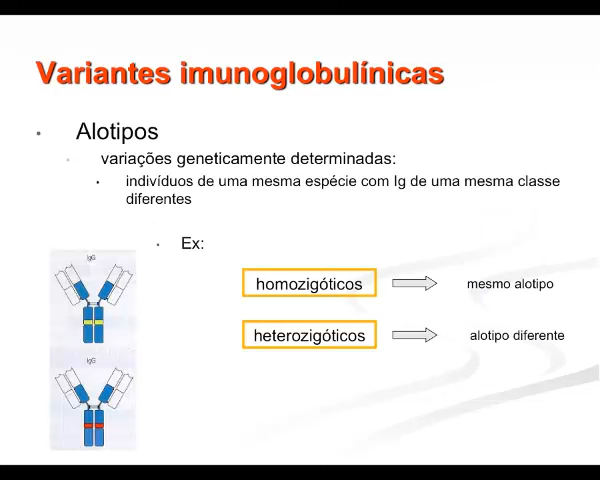 Variantes imunoglobulínicas
• Alotipos
• variações geneticamente determinadas:
• indivíduos de uma mesma espécie com Ig de uma mesma classe
diferentes
• Ex:
IgG
homozigóticos
mesmo alotipo
heterozigóticos
alotipo diferente
IgG